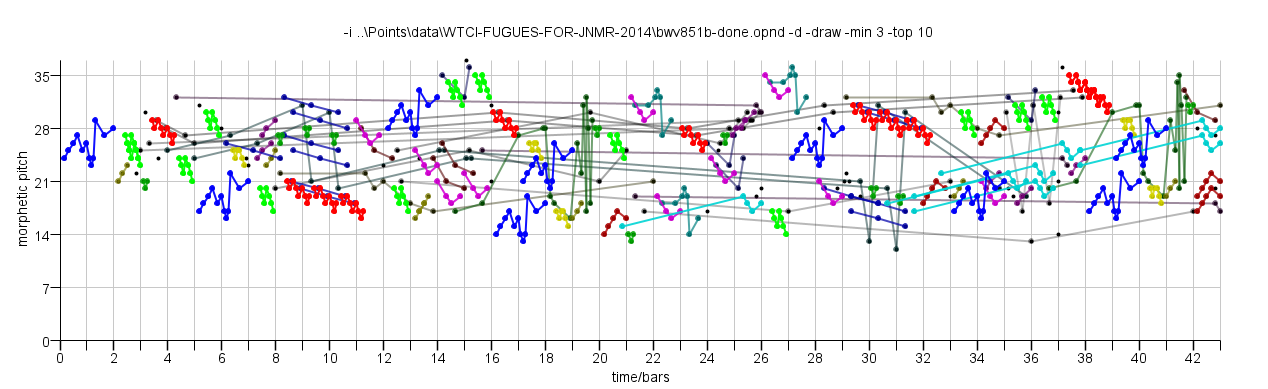 -i ..\Points\data\WTCI-FUGUES-FOR-JNMR-2014\bwv851b-done.opnd -d -draw -min 3 -top 10
morphetic pitch
35
28
21
14
7
0
0 2 4 6 8 10 12 14 16 18 20 22 24 26 28 30 32 34 36 38 40 42
time/bars